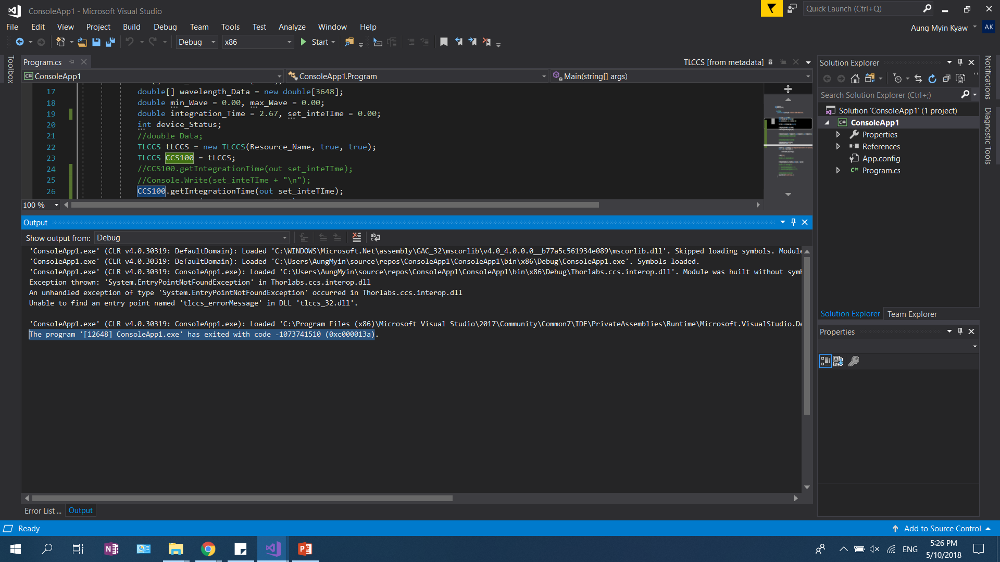 ConsoleApp1 - Microsoft Visual Studio
Quick Launch (Ctrl+Q)
File Edit View Project Build Debug Team Tools Test Analyze Window Help
Aung Myin Kyaw AK
Debug x86 Start
Toolbox
Program.cs
TLCCS [from metadata]
C# ConsoleApp1
ConsoleApp1.Program
Main(string[] args)
17 double[] wavelength_Data = new double[3648];
18 double min_Wave = 0.00, max_Wave = 0.00;
19 double integration_Time = 2.67, set_inteTIme = 0.00;
20 int device_Status;
21 //double Data;
22 TLCCS tLCCS = new TLCCS(Resource_Name, true, true);
23 TLCCS CCS100 = tLCCS;
24 //CCS100.getIntegrationTime(out set_inteTIme);
25 //Console.Write(set_inteTIme + "\n");
26 CCS100.getIntegrationTime(out set_inteTIme);
100 %
Output
Show output from: Debug
'ConsoleApp1.exe' (CLR v4.0.30319: DefaultDomain): Loaded 'C:\WINDOWS\Microsoft.Net\assembly\GAC_32\mscorlib\v4.0_4.0.0.0__b77a5c561934e089\mscorlib.dll'. Skipped loading symbols. Module
'ConsoleApp1.exe' (CLR v4.0.30319: DefaultDomain): Loaded 'C:\Users\AungMyin\source\repos\ConsoleApp1\ConsoleApp1\bin\x86\Debug\ConsoleApp1.exe'. Symbols loaded.
'ConsoleApp1.exe' (CLR v4.0.30319: ConsoleApp1.exe): Loaded 'C:\Users\AungMyin\source\repos\ConsoleApp1\ConsoleApp1\bin\x86\Debug\Thorlabs.ccs.interop.dll'. Module was built without symb
Exception thrown: 'System.EntryPointNotFoundException' in Thorlabs.ccs.interop.dll
An unhandled exception of type 'System.EntryPointNotFoundException' occurred in Thorlabs.ccs.interop.dll
Unable to find an entry point named 'tlccs_errorMessage' in DLL 'tlccs_32.dll'.
'ConsoleApp1.exe' (CLR v4.0.30319: ConsoleApp1.exe): Loaded 'C:\Program Files (x86)\Microsoft Visual Studio\2017\Community\Common7\IDE\PrivateAssemblies\Runtime\Microsoft.VisualStudio.De
The program '[12648] ConsoleApp1.exe' has exited with code -1073741510 (0xc000013a).
Error List ... Output
Solution Explorer
Search Solution Explorer (Ctrl+;)
Solution 'ConsoleApp1' (1 project)
C# ConsoleApp1
Properties
References
App.config
C# Program.cs
Solution Explorer Team Explorer
Properties
Notifications
Diagnostic Tools
Ready
Add to Source Control
ENG
5:26 PM
5/10/2018